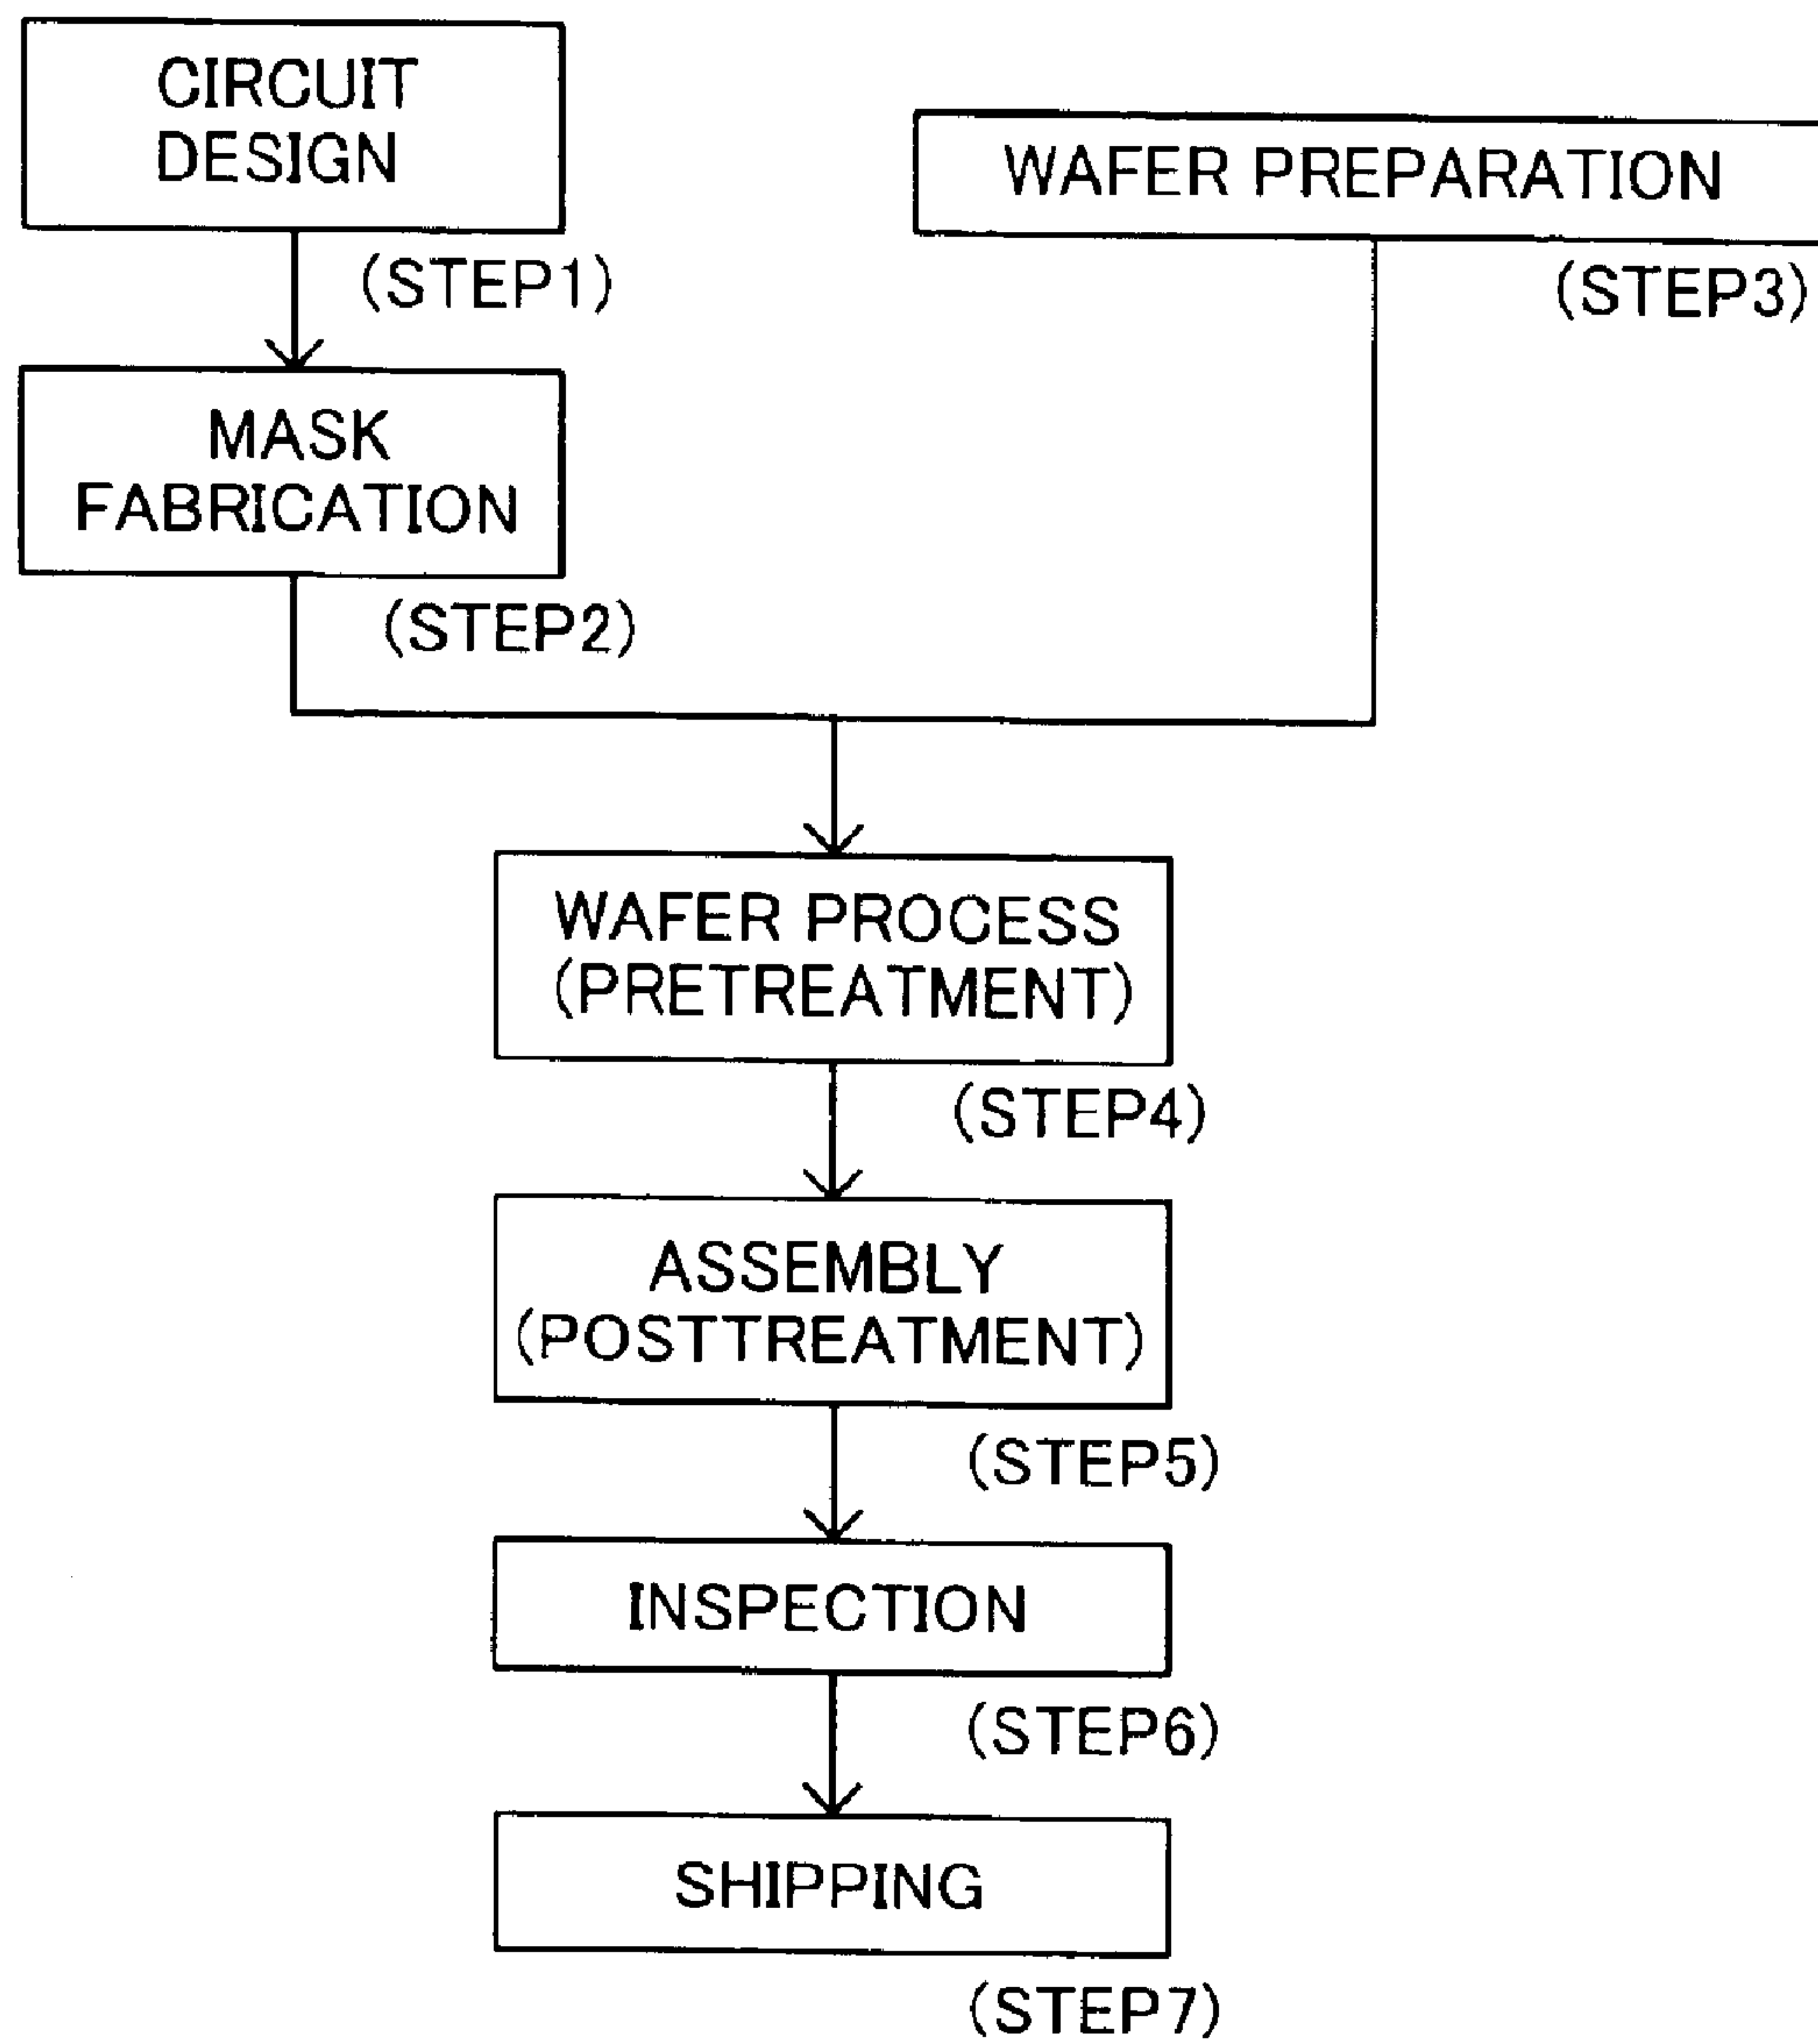 CIRCUIT
DESIGN
(STEP1)
WAFER PREPARATION
(STEP3)
MASK
FABRICATION
(STEP2)
WAFER PROCESS
(PRETREATMENT)
(STEP4)
ASSEMBLY
(POSTTREATMENT)
(STEP5)
INSPECTION
(STEP6)
SHIPPING
(STEP7)